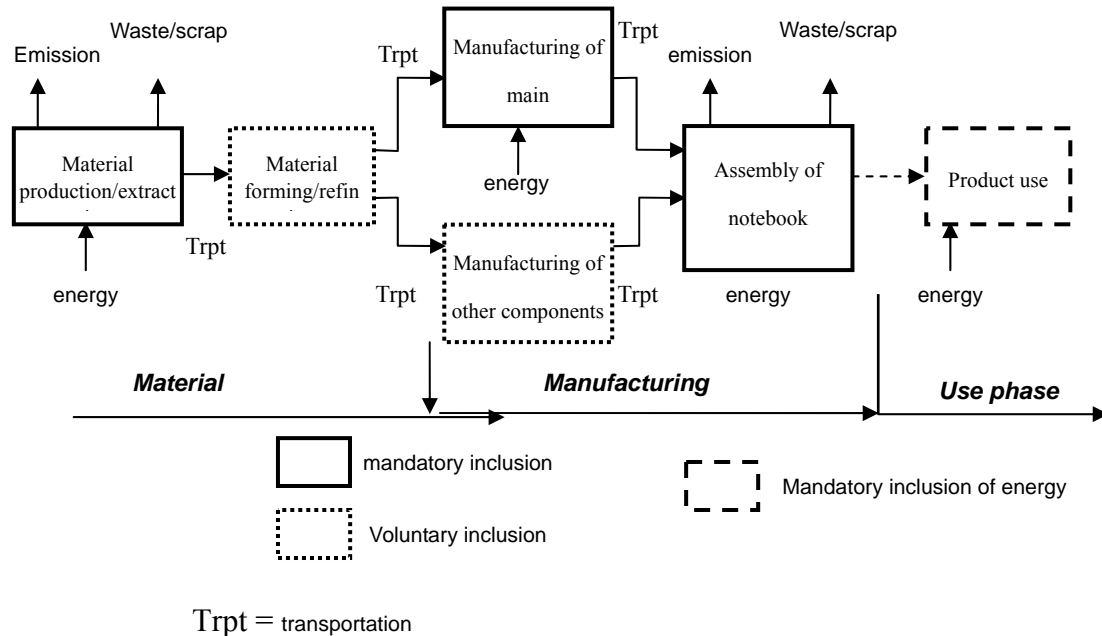 Waste/scrap
Emission
Trpt
Manufacturing of
main
Trpt
Waste/scrap
emission
Material
production/extract
Material
forming/refin
energy
Assembly of
notebook
Product use
Trpt
energy
Trpt
Manufacturing of
other components
Trpt
energy
energy
Material
Manufacturing
Use phase
mandatory inclusion
Mandatory inclusion of energy
Voluntary inclusion
Trpt = transportation